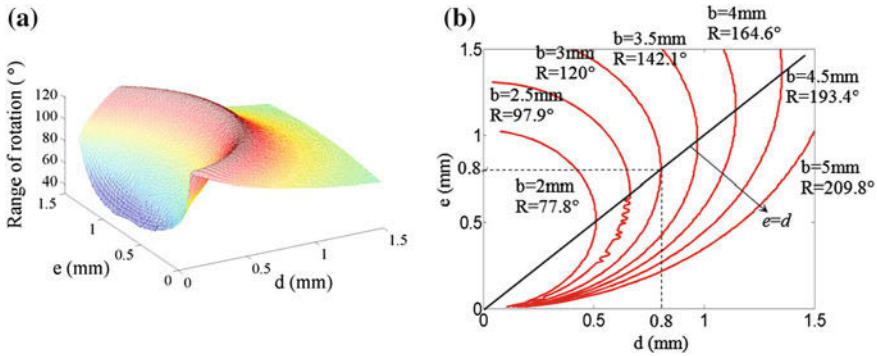 (a)
Range of rotation (°)
120
100
80
60
40
1.5
1
0.5
0
e (mm)
0
0.5
1
1.5
d (mm)
(b)
b=4mm
R=164.6°
b=3.5mm
R=142.1°
b=3mm
R=120°
b=2.5mm
R=97.9°
b=4.5mm
R=193.4°
b=2mm
R=77.8°
b=5mm
R=209.8°
e=d
1.5
1
0.8
0.5
0
e (mm)
0
0.5
0.8
1
1.5
d (mm)